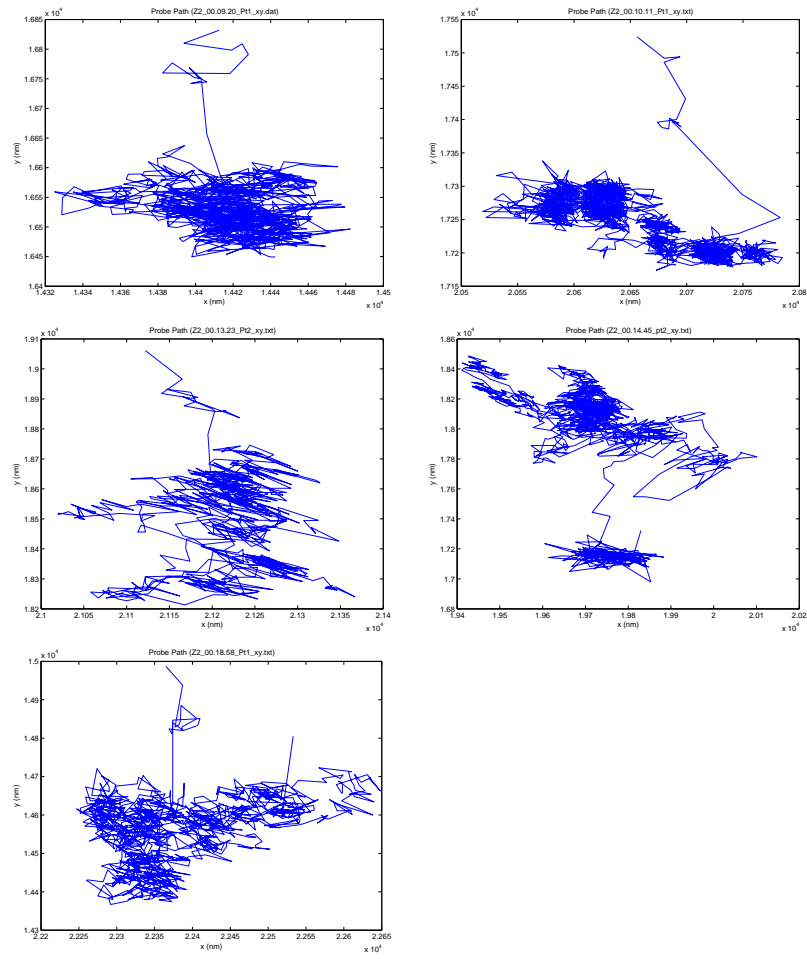 Probe Path (Z2_00.09.20_Pt1_xy.dat)
x 10^4
1.685
1.68
1.675
1.67
1.665
1.66
1.655
1.65
1.645
1.64
y (nm)
1.432 1.434 1.436 1.438 1.44 1.442 1.444 1.446 1.448 1.45
x (nm)
x 10^4
Probe Path (Z2_00.10.11_Pt1_xy.txt)
x 10^4
1.755
1.75
1.745
1.74
1.735
1.73
1.725
1.72
1.715
y (nm)
2.05 2.055 2.06 2.065 2.07 2.075 2.08
x (nm)
x 10^4
Probe Path (Z2_00.13.23_Pt2_xy.txt)
x 10^4
1.91
1.9
1.89
1.88
1.87
1.86
1.85
1.84
1.83
1.82
y (nm)
2.1 2.105 2.11 2.115 2.12 2.125 2.13 2.135 2.14
x (nm)
x 10^4
Probe Path (Z2_00.14.45_pt2_xy.txt)
x 10^4
1.86
1.84
1.82
1.8
1.78
1.76
1.74
1.72
1.7
1.68
y (nm)
1.94 1.95 1.96 1.97 1.98 1.99 2 2.01 2.02
x (nm)
x 10^4
Probe Path (Z2_00.18.58_Pt1_xy.txt)
x 10^4
1.5
1.49
1.48
1.47
1.46
1.45
1.44
1.43
y (nm)
2.22 2.225 2.23 2.235 2.24 2.245 2.25 2.255 2.26 2.265
x (nm)
x 10^4